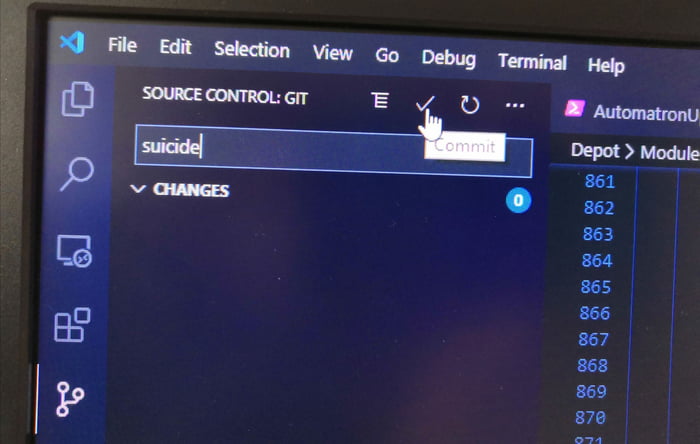 File Edit Selection View Go Debug Terminal Help
SOURCE CONTROL: GIT
AutomatronU
suicide
Commit
Depot > Module
CHANGES
0
861
862
863
864
865
866
867
868
869
870
871